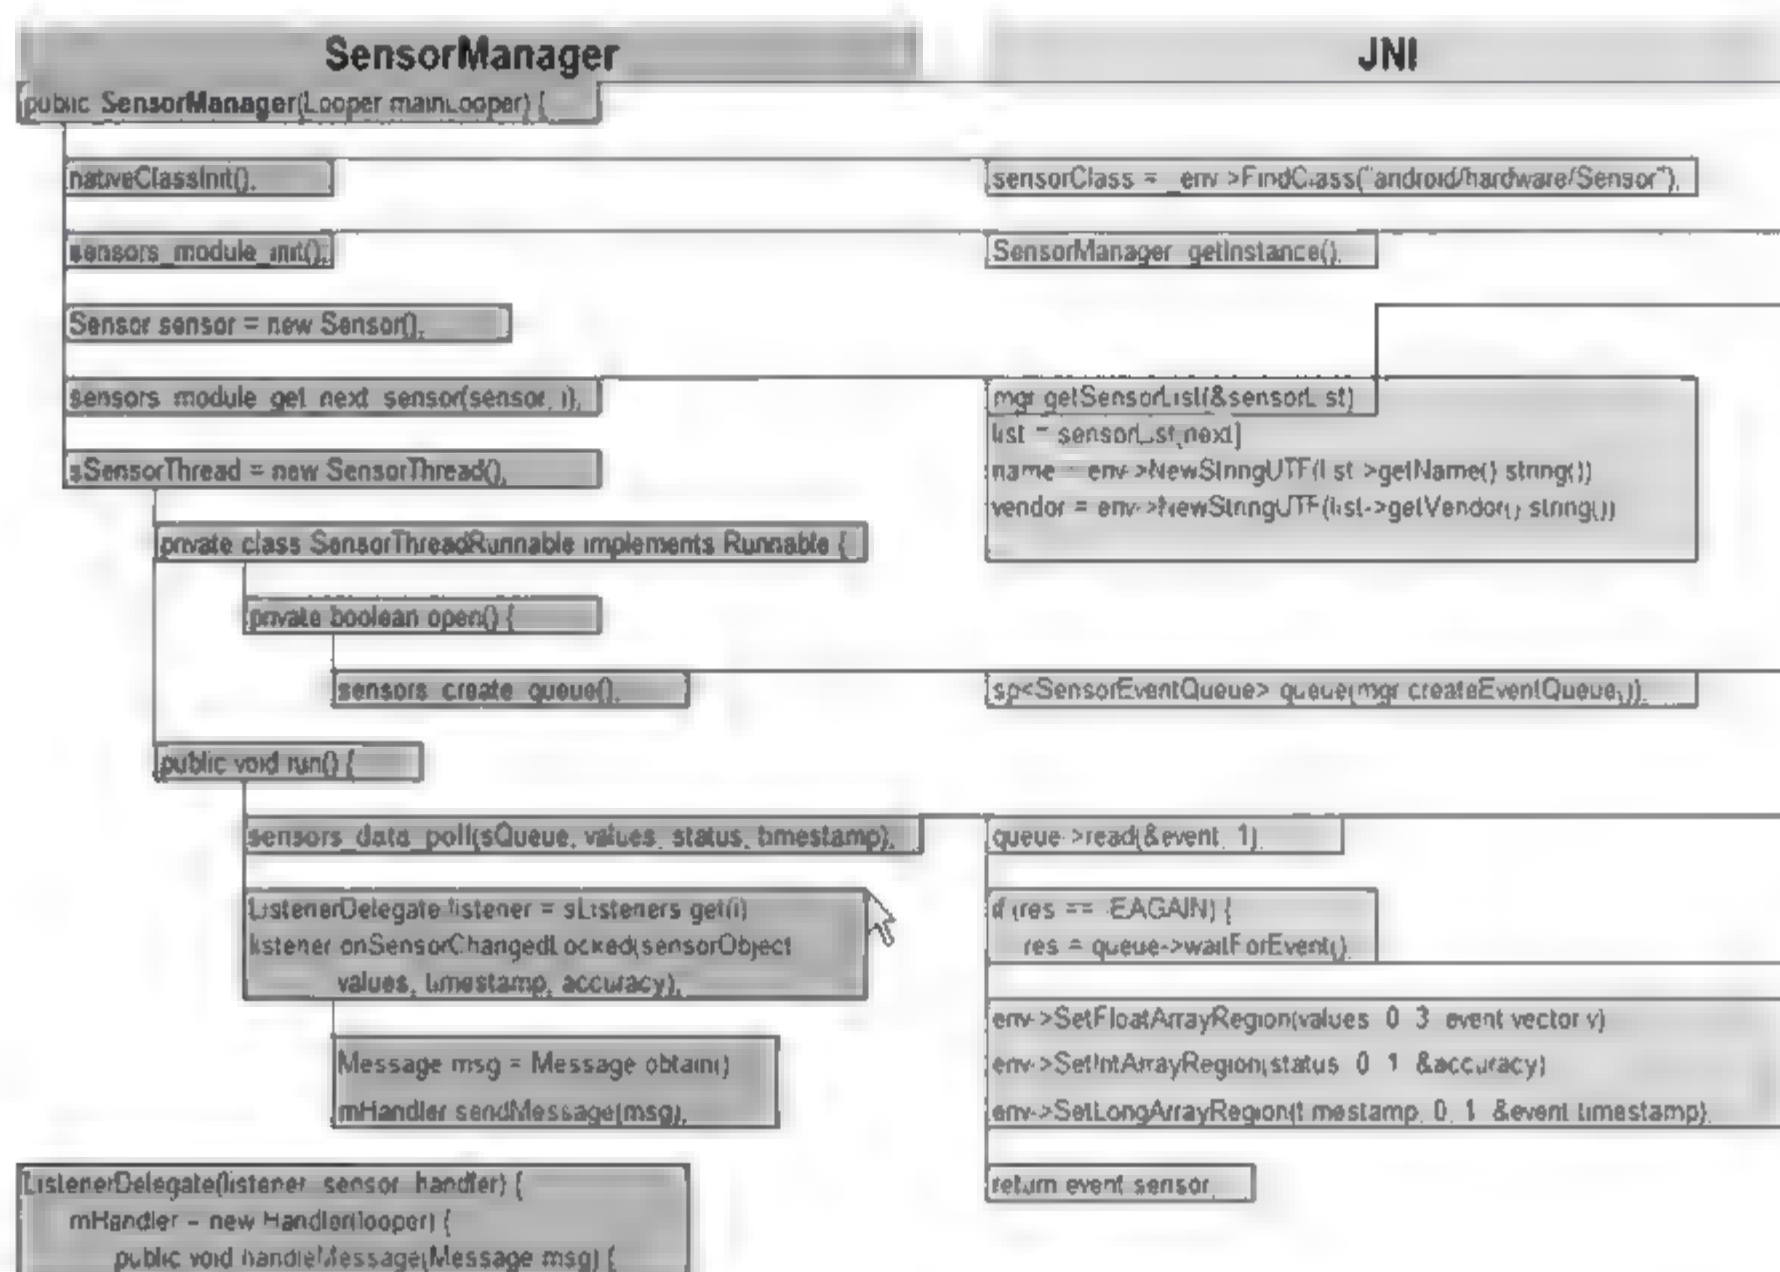 SensorManager
JNI
public SensorManager(Looper mainLooper) {
nativeClassInit();
sensorClass = _env->FindClass("android/hardware/Sensor");
sensors_module_init();
SensorManager getInstance();
Sensor sensor = new Sensor();
sensors_module_get_next_sensor(sensor, i);
mgr.getSensorList(&sensorList)
list = sensorList[next]
sSensorThread = new SensorThread();
name = env->NewStringUTF(list->getName().string())
vendor = env->NewStringUTF(list->getVendor().string())
private class SensorThreadRunnable implements Runnable {
private boolean open() {
sensors_create_queue();
sp<SensorEventQueue> queue(mgr.createEventQueue());
public void run() {
sensors_data_poll(sQueue, values, status, timestamp);
queue->read(&event, 1);
ListenerDelegate listener = sListeners.get(i)
listener.onSensorChangedLocked(sensorObject
values, timestamp, accuracy);
if (res == -EAGAIN) {
res = queue->waitForEvent();
env->SetFloatArrayRegion(values, 0, 3, event.vector.v)
env->SetIntArrayRegion(status, 0, 1, &accuracy)
env->SetLongArrayRegion(timestamp, 0, 1, &event.timestamp);
Message msg = Message.obtain()
mHandler.sendMessage(msg);
return event.sensor;
ListenerDelegate(listener, sensor, handler) {
mHandler = new Handler(looper) {
public void handleMessage(Message msg) {